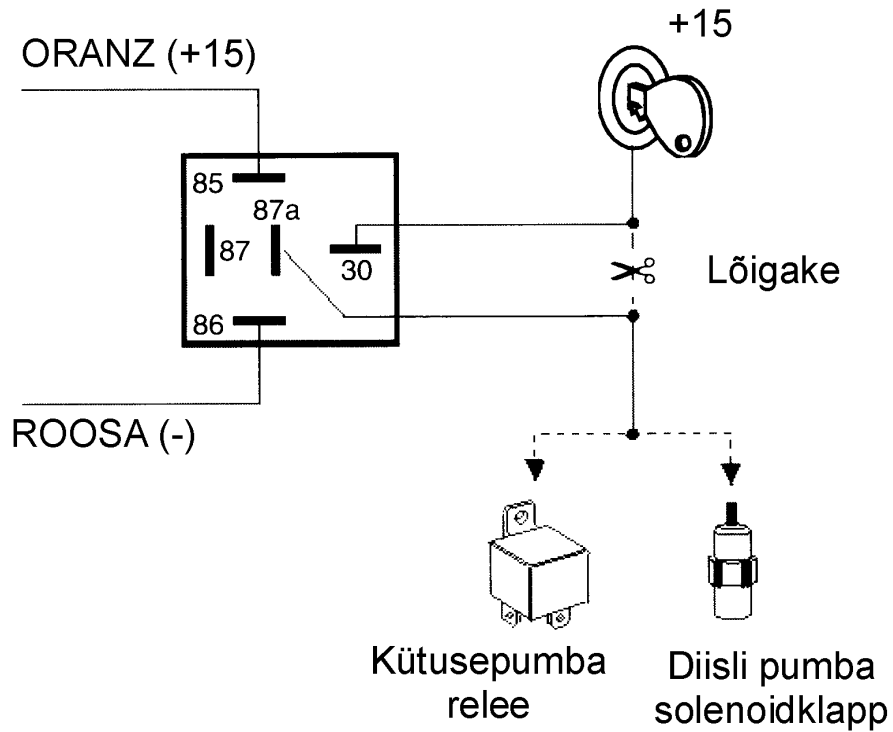 +15
ORANZ (+15)
85
87a
87
30
86
Lõigake
ROOSA (-)
Kütusepumba
relee
Diisli pumba
solenoidklapp